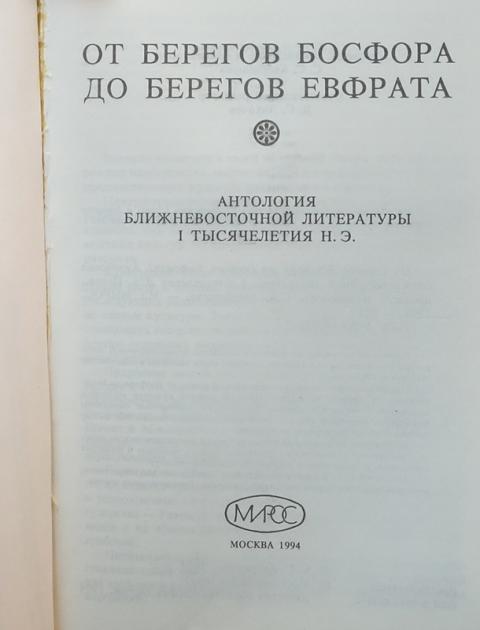 ОТ БЕРЕГОВ БОСФОРА
ДО БЕРЕГОВ ЕВФРАТА
АНТОЛОГИЯ
БЛИЖНЕВОСТОЧНОЙ ЛИТЕРАТУРЫ
I ТЫСЯЧЕЛЕТИЯ Н. Э.
МИРОС
МОСКВА 1994